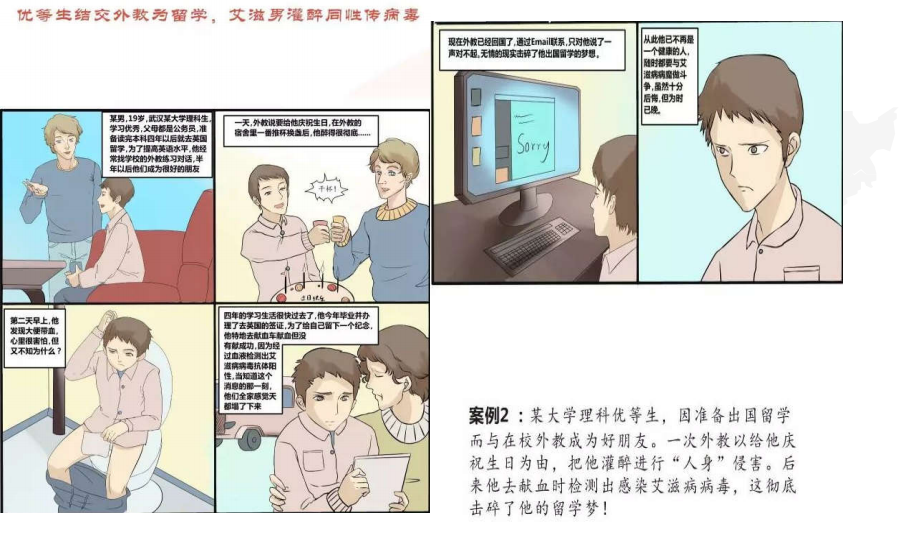 优等生结交外教为留学，艾滋男灌醉同性传病毒
某男，19岁，武汉某大学理科生，
学习优秀，父母都是公务员，准
备读完本科四年以后就去英国
留学，为了提高英语水平，他经
常找学校的外教练习对话，半
年以后他们成为很好的朋友
一天，外教说要给他庆祝生日，在外教的
宿舍里一番推杯换盏后，他醉得很彻底……
干杯！
生日快乐
第二天早上，他
发现大便带血，
心里很害怕，但
又不知为什么？
四年的学习生活很快过去了，他今年毕业并办
理了去英国的签证，为了给自己留下一个纪念，
他特地去献血车献血但没
有献成功，因为经
过血液检测出艾
滋病病毒抗体阳
性，当知道这个
消息的那一刻，
他们全家感觉天
都塌了下来
现在外教已经回国了，通过Email联系，只对他说了一
声对不起，无情的现实击碎了他出国留学的梦想。
Sorry
从此他已不再是
一个健康的人，
随时都要与艾
滋病病魔做斗
争，虽然十分
后悔，但为时
已晚。
案例2：某大学理科优等生，因准备出国留学
而与在校外教成为好朋友。一次外教以给他庆
祝生日为由，把他灌醉进行“人身”侵害。后
来他去献血时检测出感染艾滋病病毒，这彻底
击碎了他的留学梦！